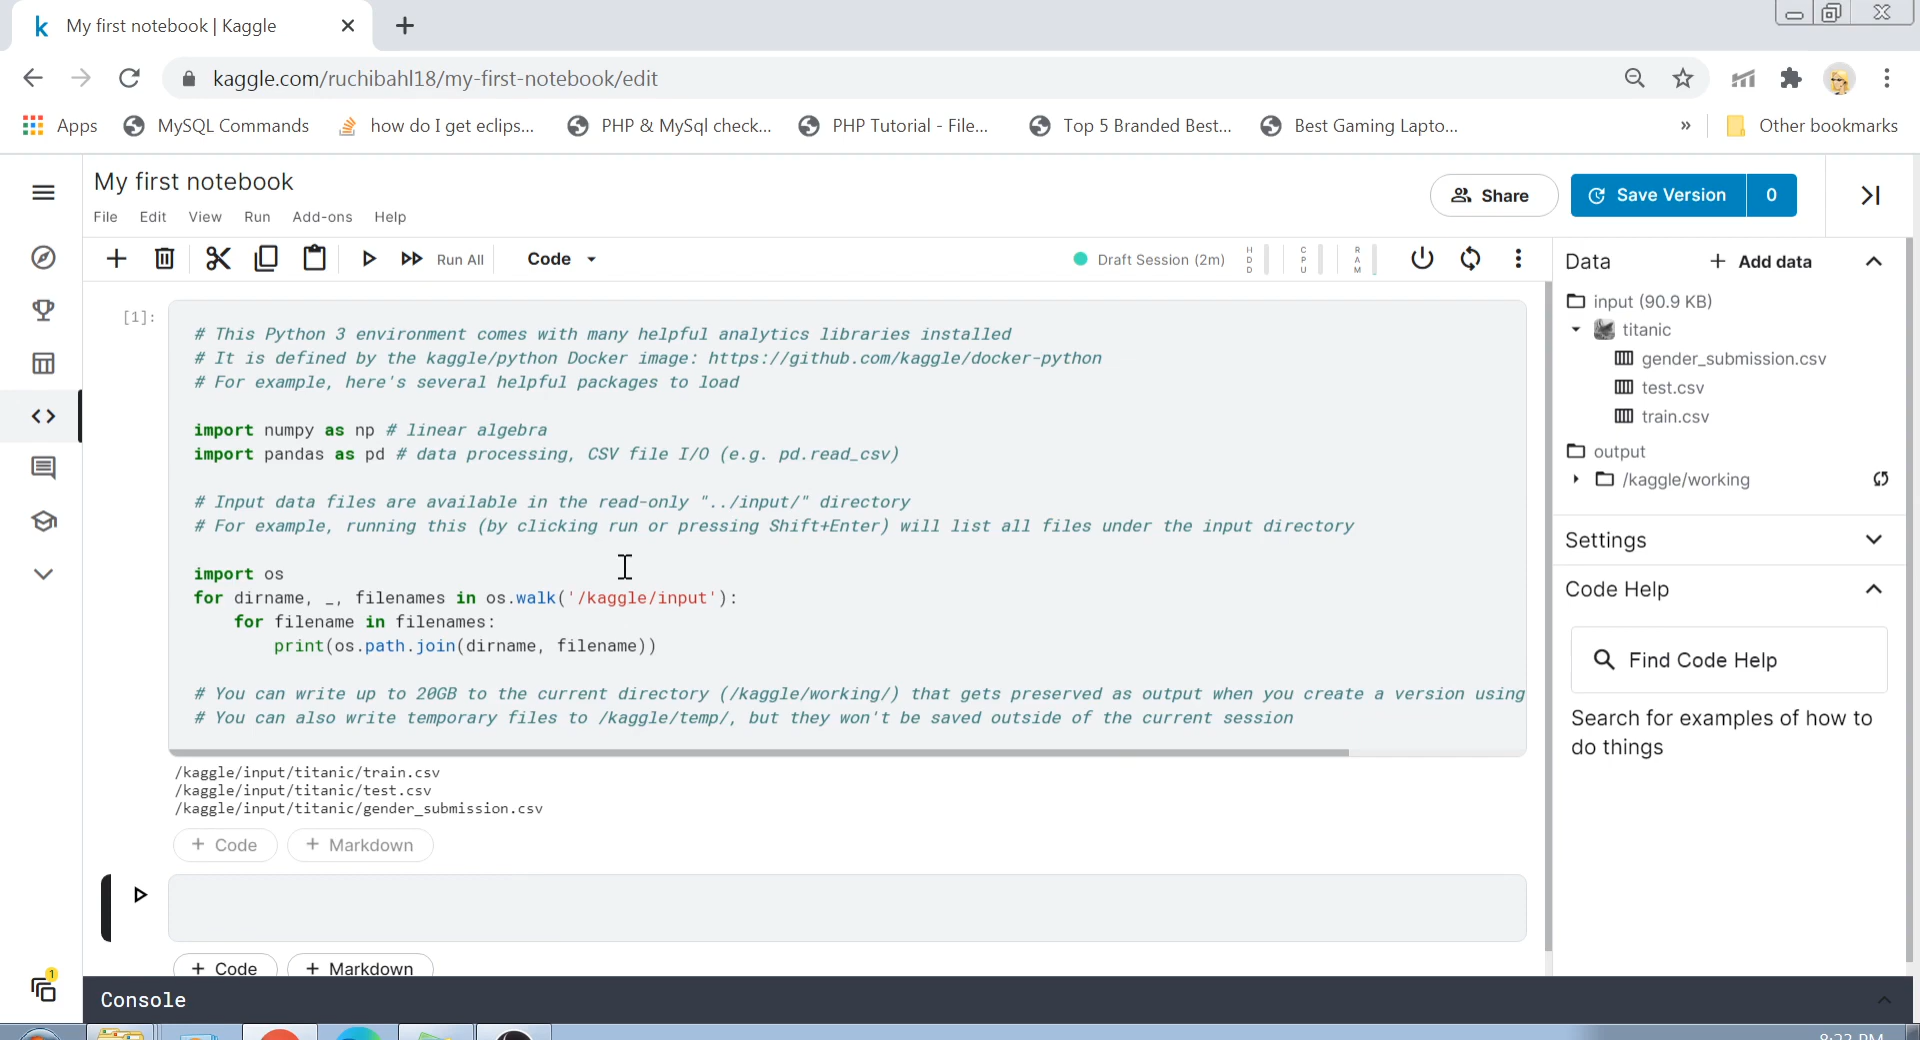 k My first notebook | Kaggle
kaggle.com/ruchibahl18/my-first-notebook/edit
Apps MySQL Commands how do I get eclips... PHP & MySql check... PHP Tutorial - File... Top 5 Branded Best... Best Gaming Lapto... » Other bookmarks
My first notebook
File Edit View Run Add-ons Help
Share
Save Version 0
Run All Code
Draft Session (2m) HDD CPU RAM
[1]:
# This Python 3 environment comes with many helpful analytics libraries installed
# It is defined by the kaggle/python Docker image: https://github.com/kaggle/docker-python
# For example, here's several helpful packages to load
import numpy as np # linear algebra
import pandas as pd # data processing, CSV file I/O (e.g. pd.read_csv)
# Input data files are available in the read-only "../input/" directory
# For example, running this (by clicking run or pressing Shift+Enter) will list all files under the input directory
import os
for dirname, _, filenames in os.walk('/kaggle/input'):
    for filename in filenames:
        print(os.path.join(dirname, filename))
# You can write up to 20GB to the current directory (/kaggle/working/) that gets preserved as output when you create a version using
# You can also write temporary files to /kaggle/temp/, but they won't be saved outside of the current session
/kaggle/input/titanic/train.csv
/kaggle/input/titanic/test.csv
/kaggle/input/titanic/gender_submission.csv
+ Code + Markdown
+ Code + Markdown
Console
Data + Add data
input (90.9 KB)
titanic
gender_submission.csv
test.csv
train.csv
output
/kaggle/working
Settings
Code Help
Find Code Help
Search for examples of how to
do things
1